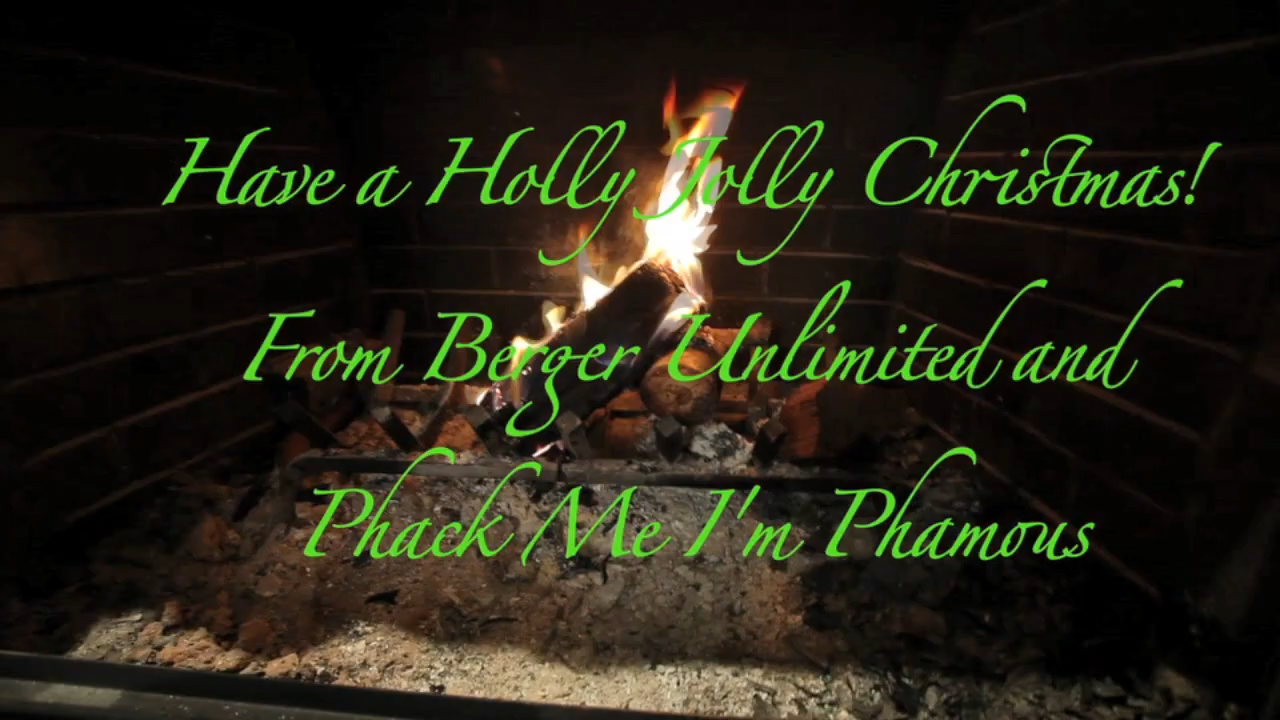 Have a Holly Jolly Christmas!
From Berger Unlimited and
Phack Me I'm Phamous